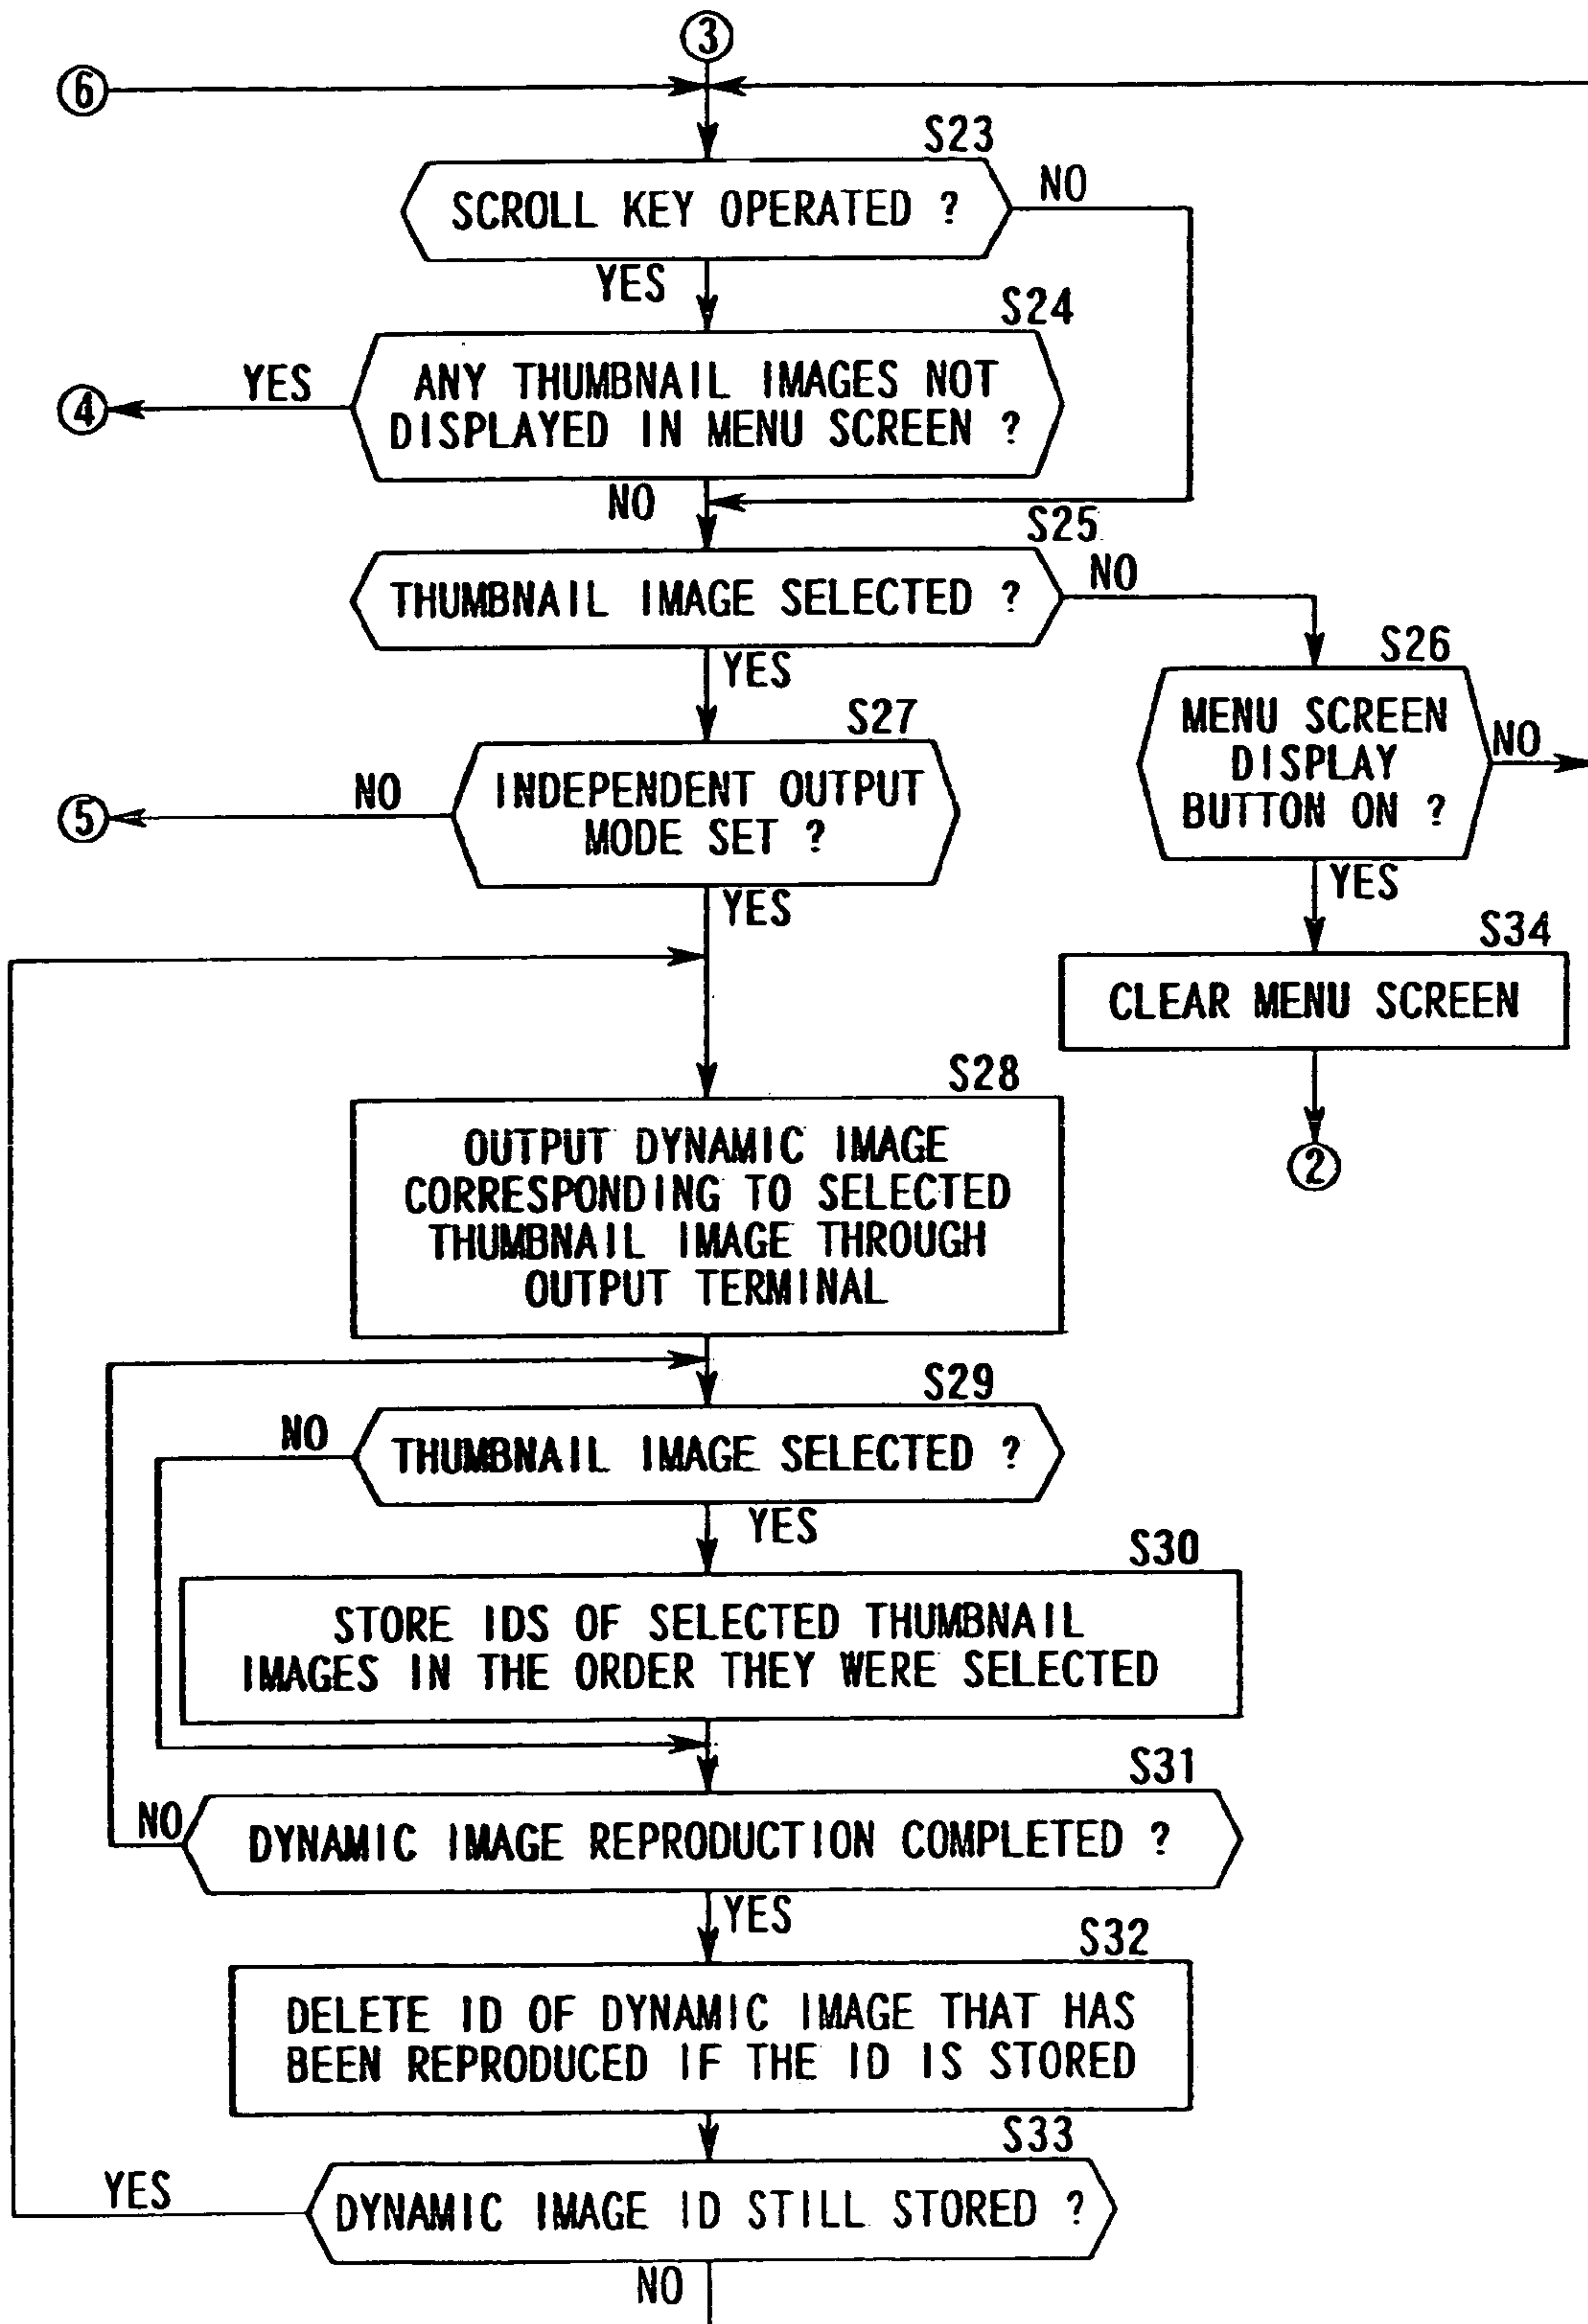 ③
⑥
S23
SCROLL KEY OPERATED ?
NO
YES
S24
ANY THUMBNAIL IMAGES NOT
DISPLAYED IN MENU SCREEN ?
YES
④
NO
S25
THUMBNAIL IMAGE SELECTED ?
NO
YES
S26
MENU SCREEN
DISPLAY
BUTTON ON ?
NO
YES
S27
INDEPENDENT OUTPUT
MODE SET ?
NO
⑤
YES
S34
CLEAR MENU SCREEN
②
S28
OUTPUT DYNAMIC IMAGE
CORRESPONDING TO SELECTED
THUMBNAIL IMAGE THROUGH
OUTPUT TERMINAL
S29
THUMBNAIL IMAGE SELECTED ?
NO
YES
S30
STORE IDS OF SELECTED THUMBNAIL
IMAGES IN THE ORDER THEY WERE SELECTED
S31
DYNAMIC IMAGE REPRODUCTION COMPLETED ?
NO
YES
S32
DELETE ID OF DYNAMIC IMAGE THAT HAS
BEEN REPRODUCED IF THE ID IS STORED
S33
DYNAMIC IMAGE ID STILL STORED ?
YES
NO